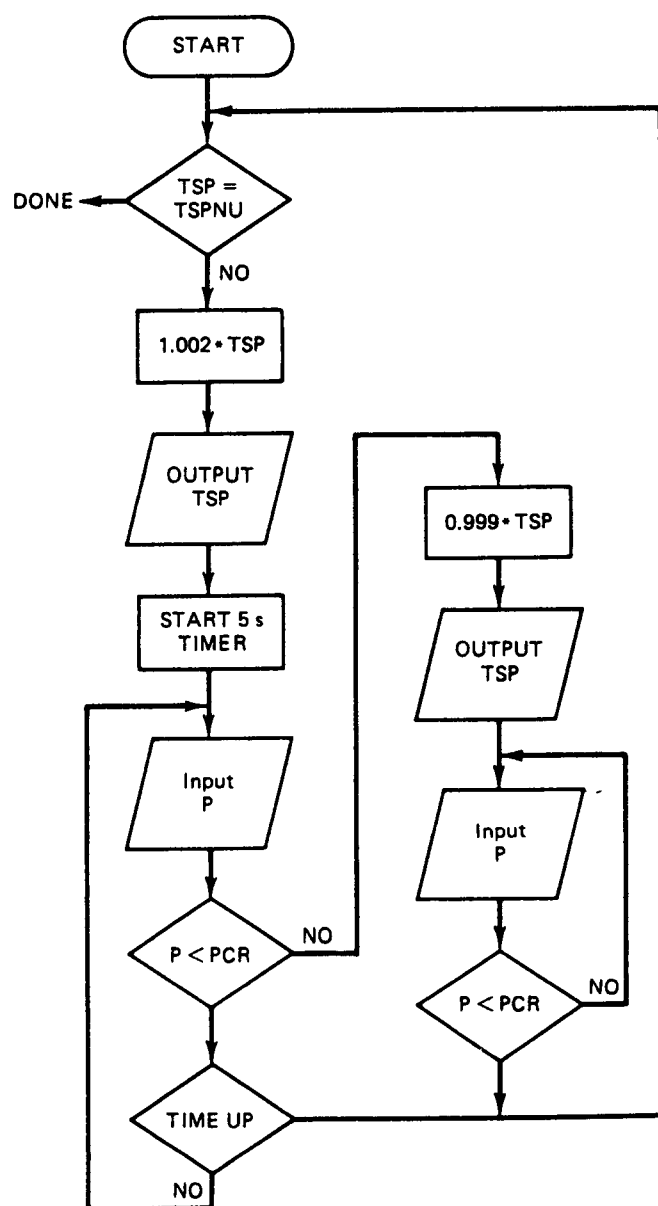 START
TSP =
TSPNU
DONE
NO
1.002 * TSP
OUTPUT
TSP
START 5 s
TIMER
Input
P
P < PCR
NO
TIME UP
NO
0.999 * TSP
OUTPUT
TSP
Input
P
P < PCR
NO